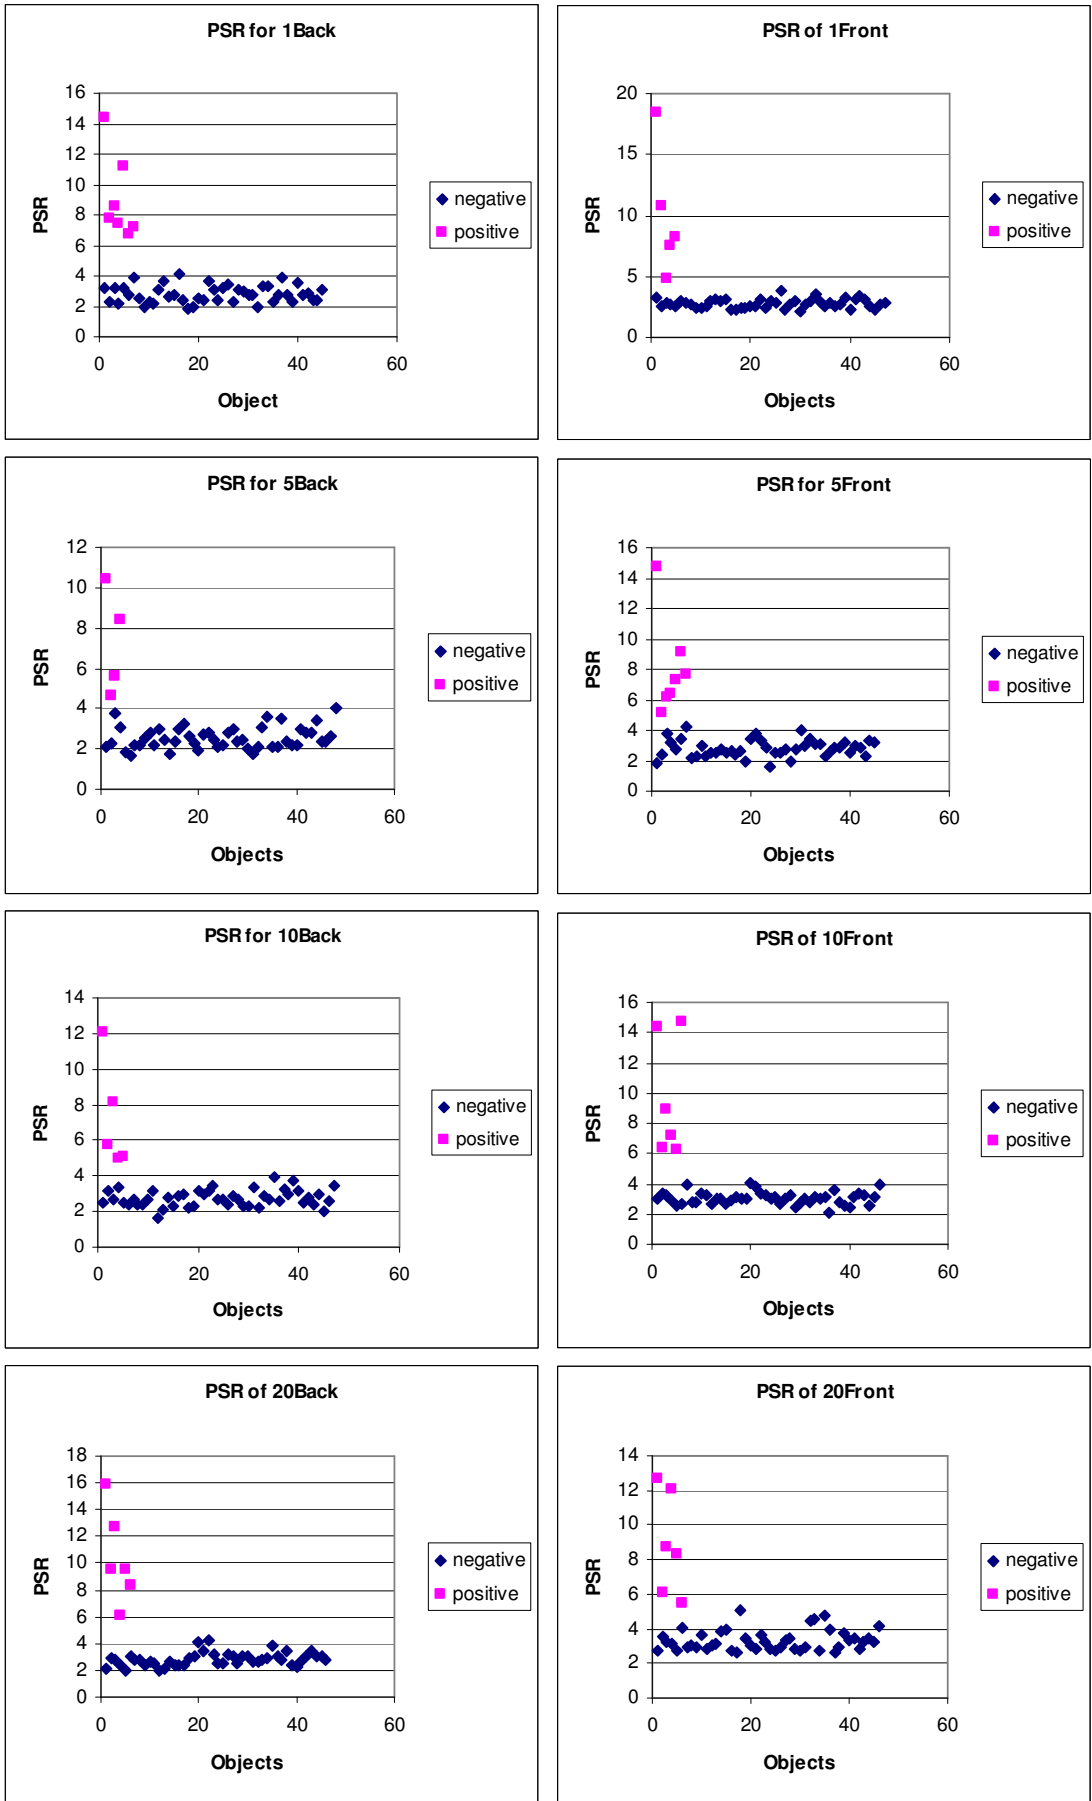 PSR for 1Back
16
14
12
10
8
6
4
2
0
0 20 40 60
PSR
Object
negative
positive
PSR of 1Front
20
15
10
5
0
0 20 40 60
PSR
Objects
negative
positive
PSR for 5Back
12
10
8
6
4
2
0
0 20 40 60
PSR
Objects
negative
positive
PSR for 5Front
16
14
12
10
8
6
4
2
0
0 20 40 60
PSR
Objects
negative
positive
PSR for 10Back
14
12
10
8
6
4
2
0
0 20 40 60
PSR
Objects
negative
positive
PSR of 10Front
16
14
12
10
8
6
4
2
0
0 20 40 60
PSR
Objects
negative
positive
PSR of 20Back
18
16
14
12
10
8
6
4
2
0
0 20 40 60
PSR
Objects
negative
positive
PSR of 20Front
14
12
10
8
6
4
2
0
0 20 40 60
PSR
Objects
negative
positive